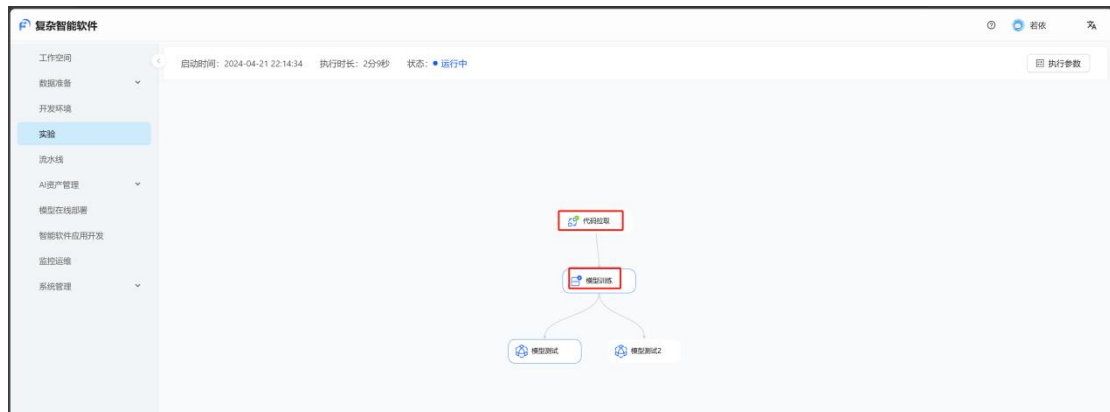 复杂智能软件
若依
工作空间
启动时间：2024-04-21 22:14:34 执行时长：2分9秒 状态：运行中
执行参数
数据准备
开发环境
实验
流水线
AI资产管理
模型在线部署
智能软件应用开发
监控运维
系统管理
代码拉取
模型训练
模型测试
模型测试2